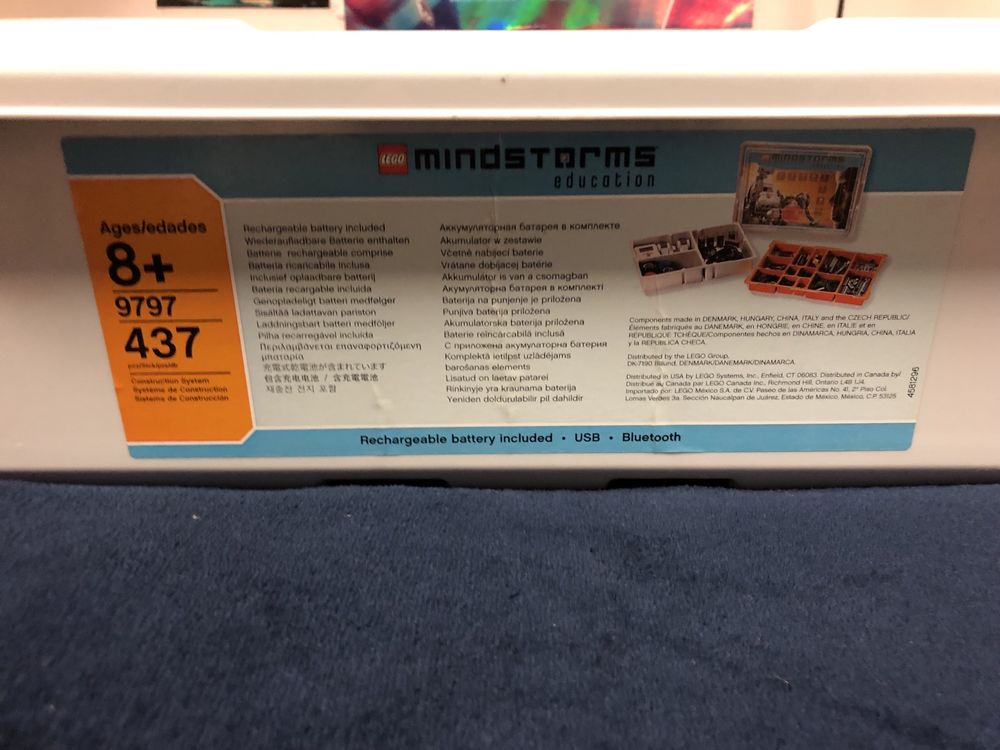 LEGO mindstorms
education
Ages/edades
8+
9797
437
Construction System
Système de Construction
Sistema de Construcción
Rechargeable battery included
Wiederaufladbare Batterie enthalten
Batterie rechargeable comprise
Batteria ricaricabile inclusa
Inclusief oplaadbare batterij
Batería recargable incluida
Genopladeligt batteri medfølger
Sisältää ladattavan pariston
Laddningsbart batteri medföljer
Pilha recarregável incluída
Περιλαμβάνεται επαναφορτιζόμενη
μπαταρία
充電式乾電池が含まれています
包含充电电池 / 含充電電池
재충전 전지 포함
Аккумуляторная батарея в комплекте
Akumulator w zestawie
Včetně nabíjecí baterie
Vrátane dobíjacej batérie
Akkumulátor is van a csomagban
Акумуляторна батарея в комплекті
Baterija na punjenje je priložena
Punjiva baterija priložena
Akumulatorska baterija priložena
Baterie reîncarcabilă inclusă
С приложена акумулаторна батерия
Komplektā ietilpst uzlādējams
barošanas elements
Lisatud on laetav patarei
Rinkinyje yra kraunama baterija
Yeniden doldurulabilir pil dahildir
mindstorms
Components made in DENMARK, HUNGARY, CHINA, ITALY and the CZECH REPUBLIC/
Éléments fabriqués au DANEMARK, en HONGRIE, en CHINE, en ITALIE et en
RÉPUBLIQUE TCHÈQUE/Componentes hechos en DINAMARCA, HUNGRIA, CHINA, ITALIA
y la REPUBLICA CHECA.
Distributed by the LEGO Group,
DK-7190 Billund, DENMARK/DANEMARK/DINAMARCA.
Distributed in USA by LEGO Systems, Inc., Enfield, CT 06083. Distributed in Canada by/
Distribué au Canada par LEGO Canada Inc., Richmond Hill, Ontario L4B 1J4.
Importado por: LEGO México S.A. de C.V. Paseo de las Américas No. 41, 2° Piso Col.
Lomas Verdes 3a. Sección Naucalpan de Juárez, Estado de México, México, C.P. 53125
4681296
Rechargeable battery included • USB • Bluetooth